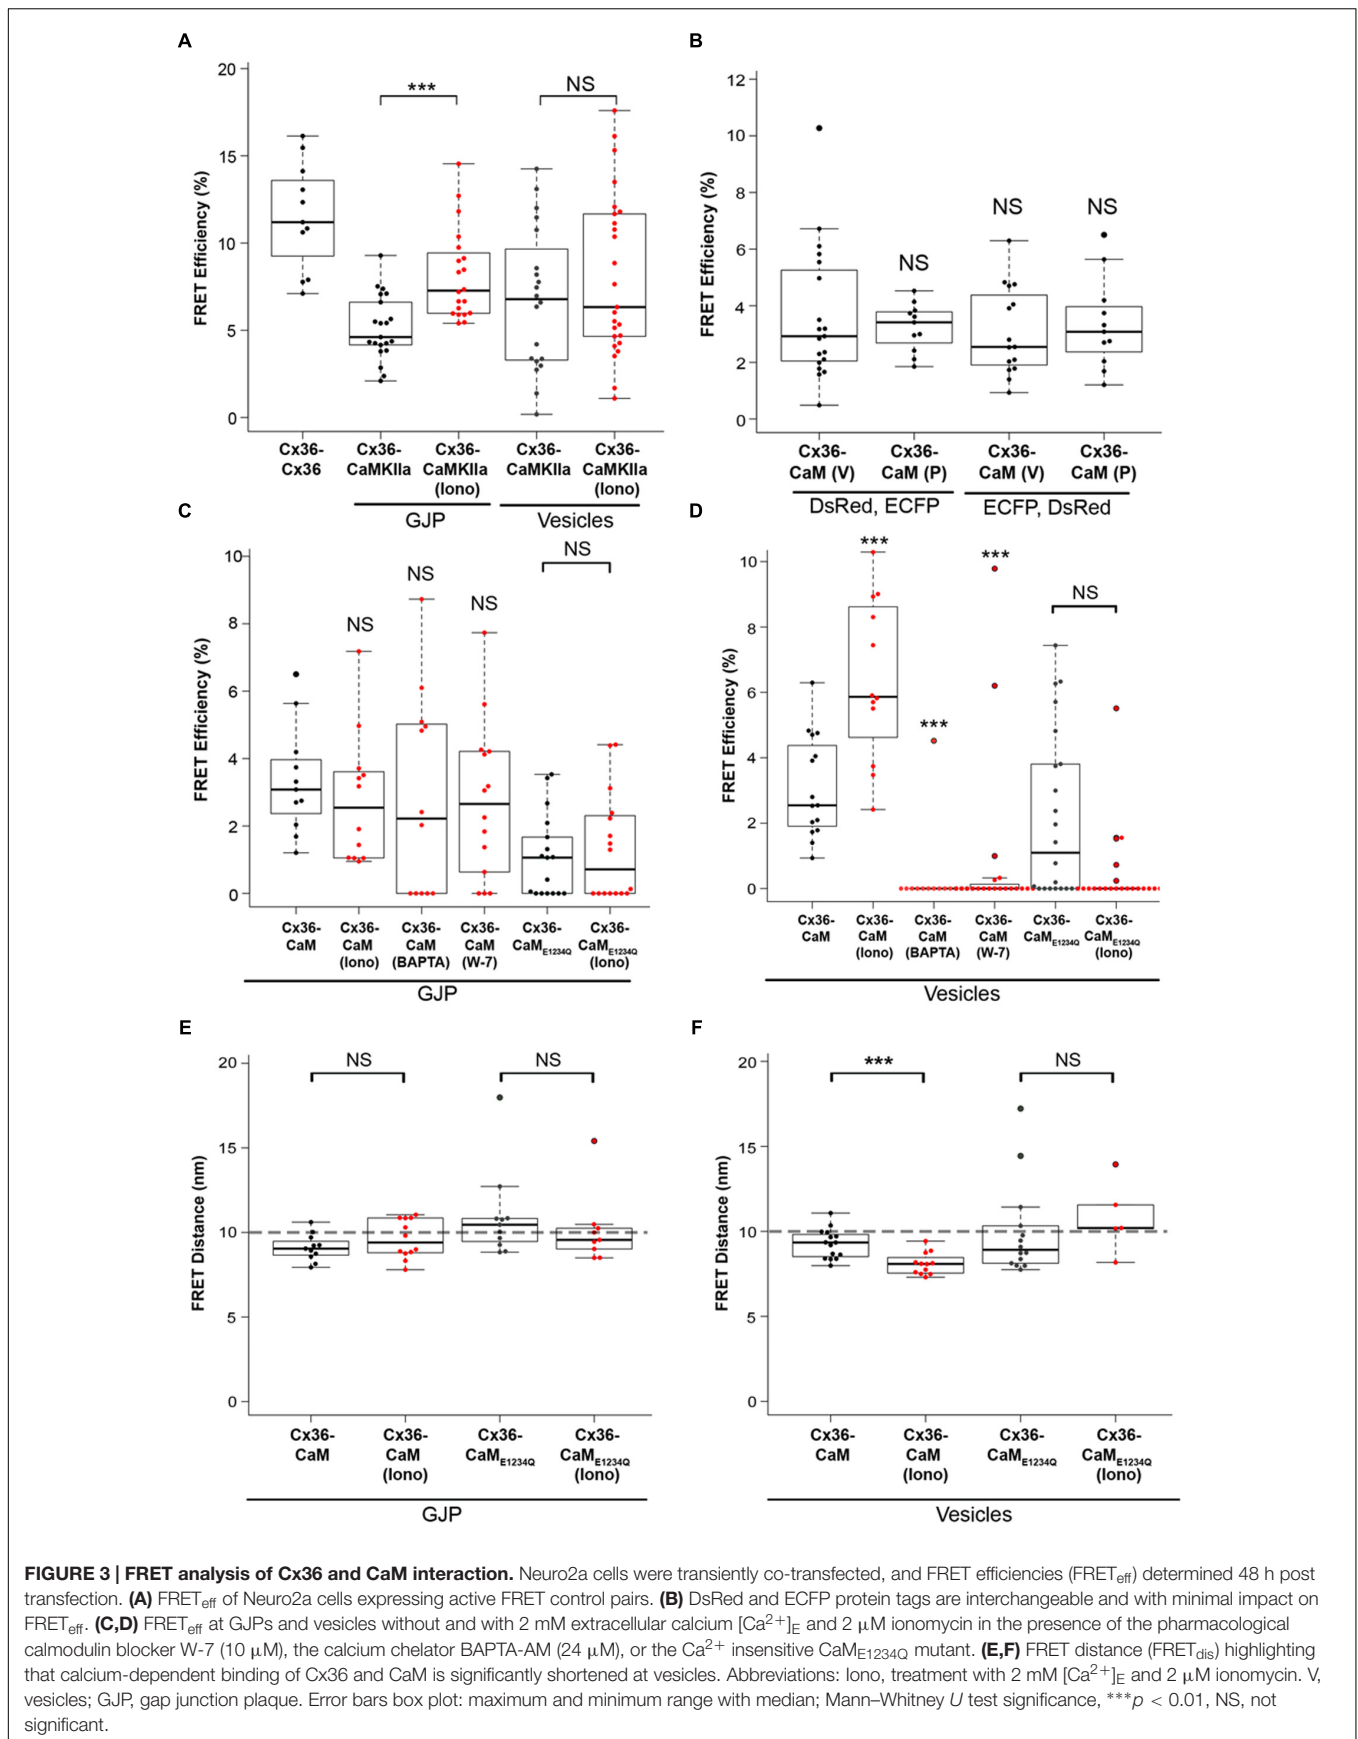 A
FRET Efficiency (%)
20
15
10
5
0
***
NS
Cx36-
Cx36
Cx36-
CaMKIIa
Cx36-
CaMKIIa
(Iono)
Cx36-
CaMKIIa
Cx36-
CaMKIIa
(Iono)
GJP
Vesicles
B
FRET Efficiency (%)
12
10
8
6
4
2
0
NS
NS
NS
Cx36-
CaM (V)
Cx36-
CaM (P)
Cx36-
CaM (V)
Cx36-
CaM (P)
DsRed, ECFP
ECFP, DsRed
C
FRET Efficiency (%)
10
8
6
4
2
0
NS
NS
NS
NS
Cx36-
CaM
Cx36-
CaM
(Iono)
Cx36-
CaM
(BAPTA)
Cx36-
CaM
(W-7)
Cx36-
CaME1234Q
Cx36-
CaME1234Q
(Iono)
GJP
D
FRET Efficiency (%)
10
8
6
4
2
0
***
***
***
NS
Cx36-
CaM
Cx36-
CaM
(Iono)
Cx36-
CaM
(BAPTA)
Cx36-
CaM
(W-7)
Cx36-
CaME1234Q
Cx36-
CaME1234Q
(Iono)
Vesicles
E
FRET Distance (nm)
20
15
10
5
0
NS
NS
Cx36-
CaM
Cx36-
CaM
(Iono)
Cx36-
CaME1234Q
Cx36-
CaME1234Q
(Iono)
GJP
F
FRET Distance (nm)
20
15
10
5
0
***
NS
Cx36-
CaM
Cx36-
CaM
(Iono)
Cx36-
CaME1234Q
Cx36-
CaME1234Q
(Iono)
Vesicles
FIGURE 3 | FRET analysis of Cx36 and CaM interaction. Neuro2a cells were transiently co-transfected, and FRET efficiencies (FRETeff) determined 48 h post
transfection. (A) FRETeff of Neuro2a cells expressing active FRET control pairs. (B) DsRed and ECFP protein tags are interchangeable and with minimal impact on
FRETeff. (C,D) FRETeff at GJPs and vesicles without and with 2 mM extracellular calcium [Ca2+]E and 2 μM ionomycin in the presence of the pharmacological
calmodulin blocker W-7 (10 μM), the calcium chelator BAPTA-AM (24 μM), or the Ca2+ insensitive CaME1234Q mutant. (E,F) FRET distance (FRETdis) highlighting
that calcium-dependent binding of Cx36 and CaM is significantly shortened at vesicles. Abbreviations: Iono, treatment with 2 mM [Ca2+]E and 2 μM ionomycin. V,
vesicles; GJP, gap junction plaque. Error bars box plot: maximum and minimum range with median; Mann–Whitney U test significance, ***p < 0.01, NS, not
significant.